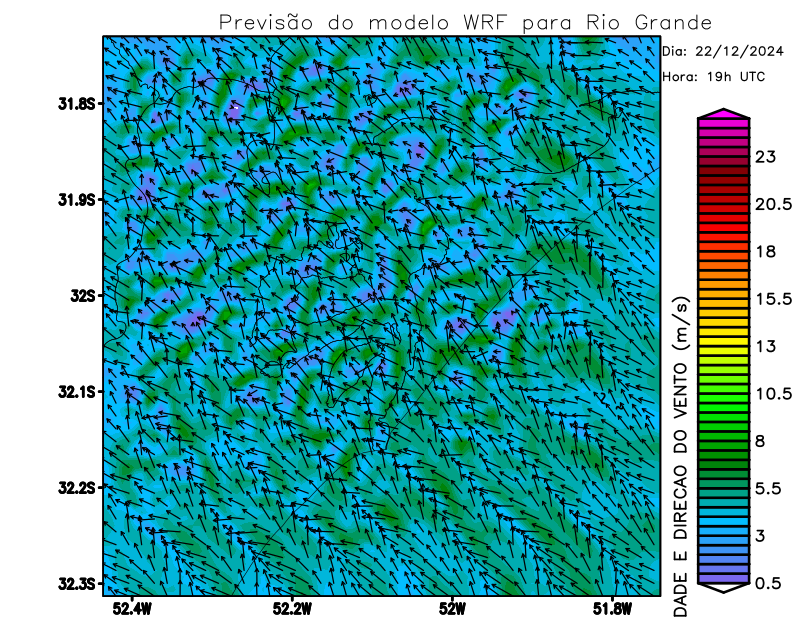 Previsão do modelo WRF para Rio Grande
Dia: 22/12/2024
Hora: 19h UTC
31.8S
31.9S
32S
32.1S
32.2S
32.3S
52.4W
52.2W
52W
51.8W
23
20.5
18
15.5
13
10.5
8
5.5
3
0.5
DADE E DIRECAO DO VENTO (m/s)